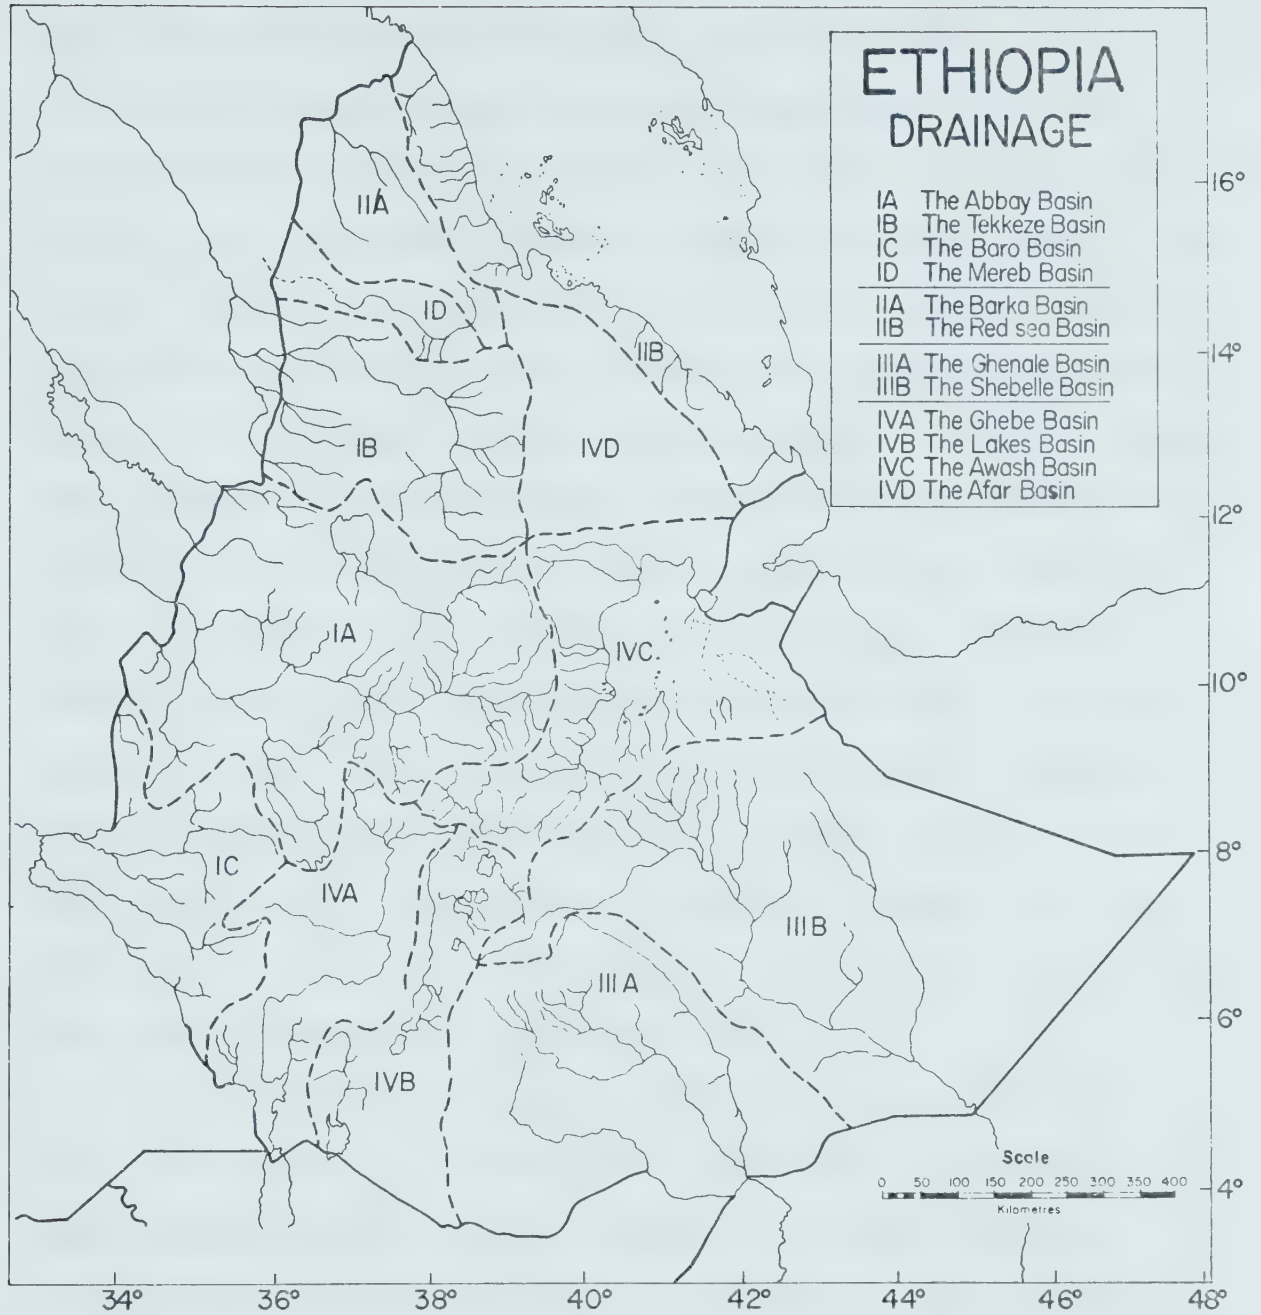 ETHIOPIA
DRAINAGE
IA The Abbay Basin
IB The Tekkeze Basin
IC The Baro Basin
ID The Mereb Basin
IIA The Barka Basin
IIB The Red sea Basin
IIIA The Ghenale Basin
IIIB The Shebelle Basin
IVA The Ghebe Basin
IVB The Lakes Basin
IVC The Awash Basin
IVD The Afar Basin
16°
IIA
ID
IIB
14°
IB
IVD
12°
IA
IVC
10°
IC
IVA
8°
IIIB
IIIA
6°
IVB
Scale
0 50 100 150 200 250 300 350 400
Kilometres
4°
34° 36° 38° 40° 42° 44° 46° 48°